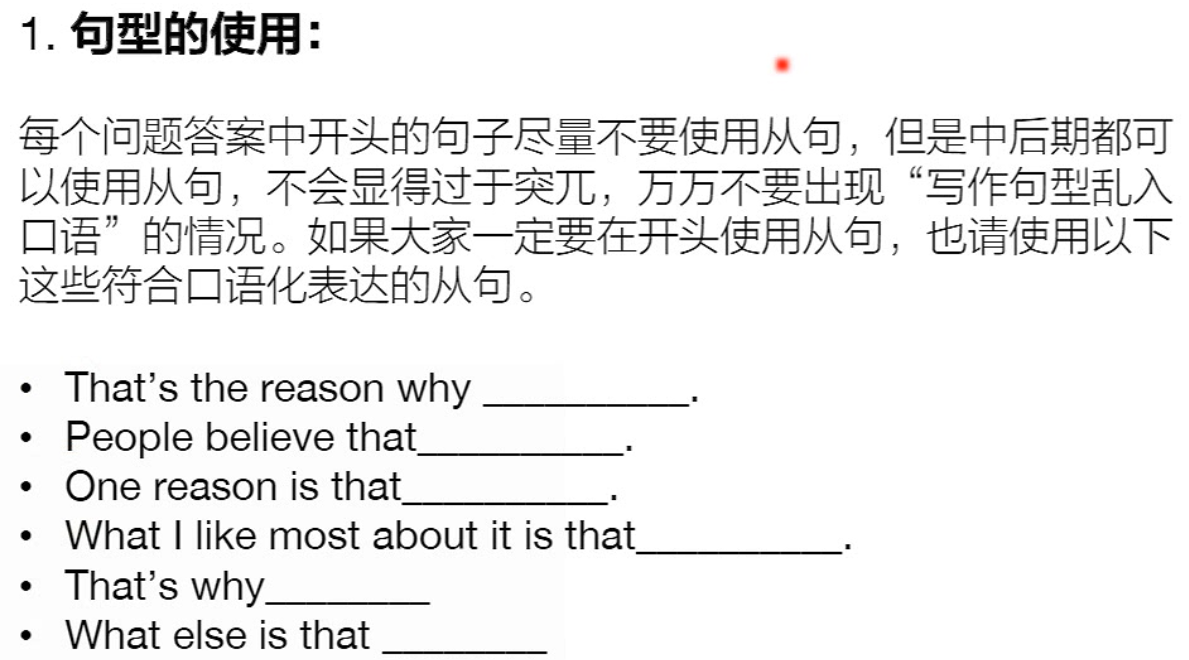 1. 句型的使用：
每个问题答案中开头的句子尽量不要使用从句，但是中后期都可
以使用从句，不会显得过于突兀，万万不要出现“写作句型乱入
口语”的情况。如果大家一定要在开头使用从句，也请使用以下
这些符合口语化表达的从句。
• That’s the reason why __________.
• People believe that__________.
• One reason is that__________.
• What I like most about it is that__________.
• That’s why________
• What else is that ________